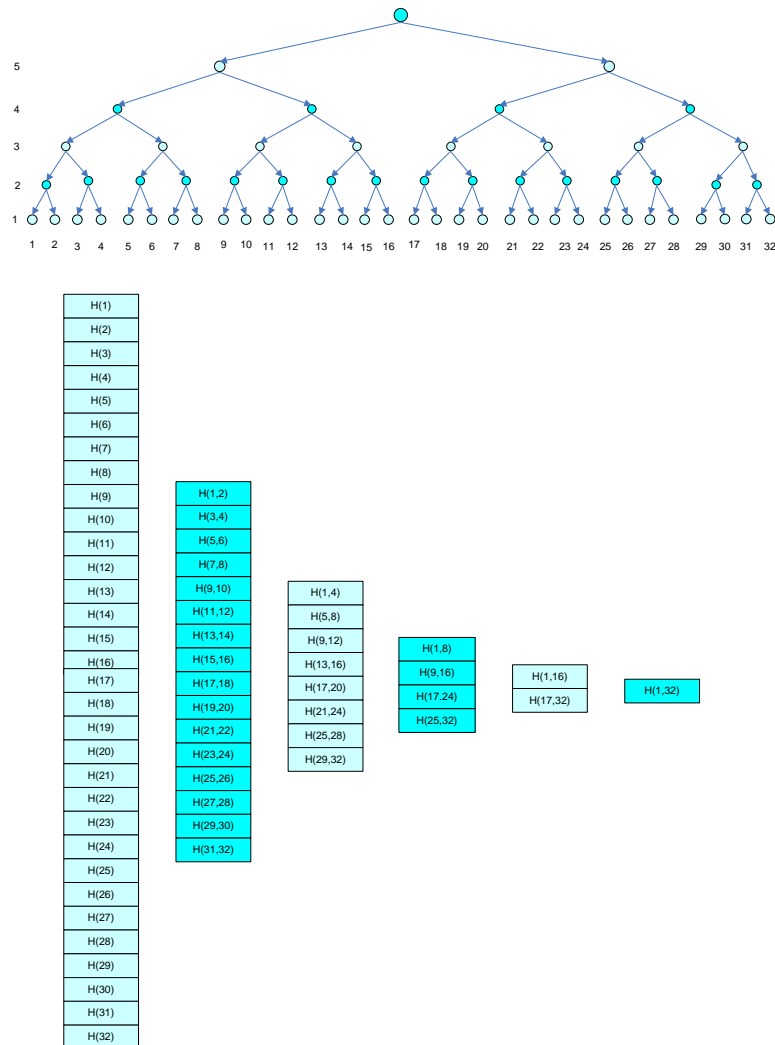 5
4
3
2
1
1 2 3 4 5 6 7 8 9 10 11 12 13 14 15 16 17 18 19 20 21 22 23 24 25 26 27 28 29 30 31 32
H(1)
H(2)
H(3)
H(4)
H(5)
H(6)
H(7)
H(8)
H(9)
H(10)
H(11)
H(12)
H(13)
H(14)
H(15)
H(16)
H(17)
H(18)
H(19)
H(20)
H(21)
H(22)
H(23)
H(24)
H(25)
H(26)
H(27)
H(28)
H(29)
H(30)
H(31)
H(32)
H(1,2)
H(3,4)
H(5,6)
H(7,8)
H(9,10)
H(11,12)
H(13,14)
H(15,16)
H(17,18)
H(19,20)
H(21,22)
H(23,24)
H(25,26)
H(27,28)
H(29,30)
H(31,32)
H(1,4)
H(5,8)
H(9,12)
H(13,16)
H(17,20)
H(21,24)
H(25,28)
H(29,32)
H(1,8)
H(9,16)
H(17.24)
H(25,32)
H(1,16)
H(17,32)
H(1,32)